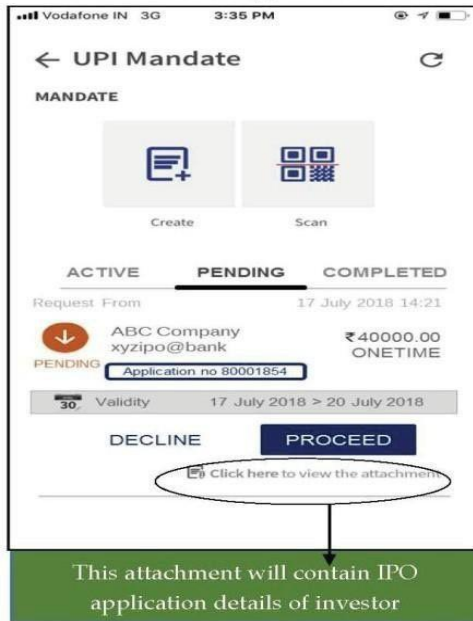 Vodafone IN 3G 3:35 PM
← UPI Mandate
MANDATE
Create Scan
ACTIVE PENDING COMPLETED
Request From 17 July 2018 14:21
ABC Company ₹40000.00
xyzipo@bank ONETIME
PENDING
Application no 80001854
30 Validity 17 July 2018 > 20 July 2018
DECLINE PROCEED
Click here to view the attachment
This attachment will contain IPO
application details of investor